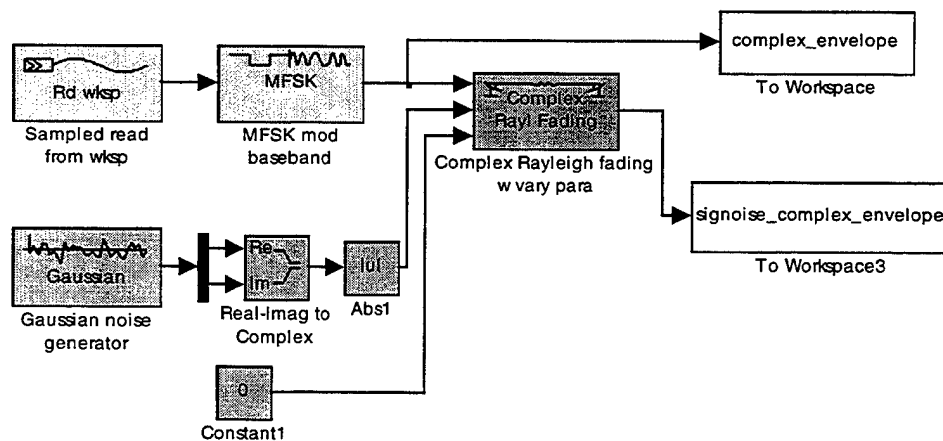 complex_envelope
To Workspace
Rd wksp
Sampled read
from wksp
MFSK
MFSK mod
baseband
Complex
Rayl Fading
Complex Rayleigh fading
w vary para
signoise_complex_envelope
To Workspace3
Gaussian
Gaussian noise
generator
Re
Im
Real-Imag to
Complex
|u|
Abs1
0
Constant1